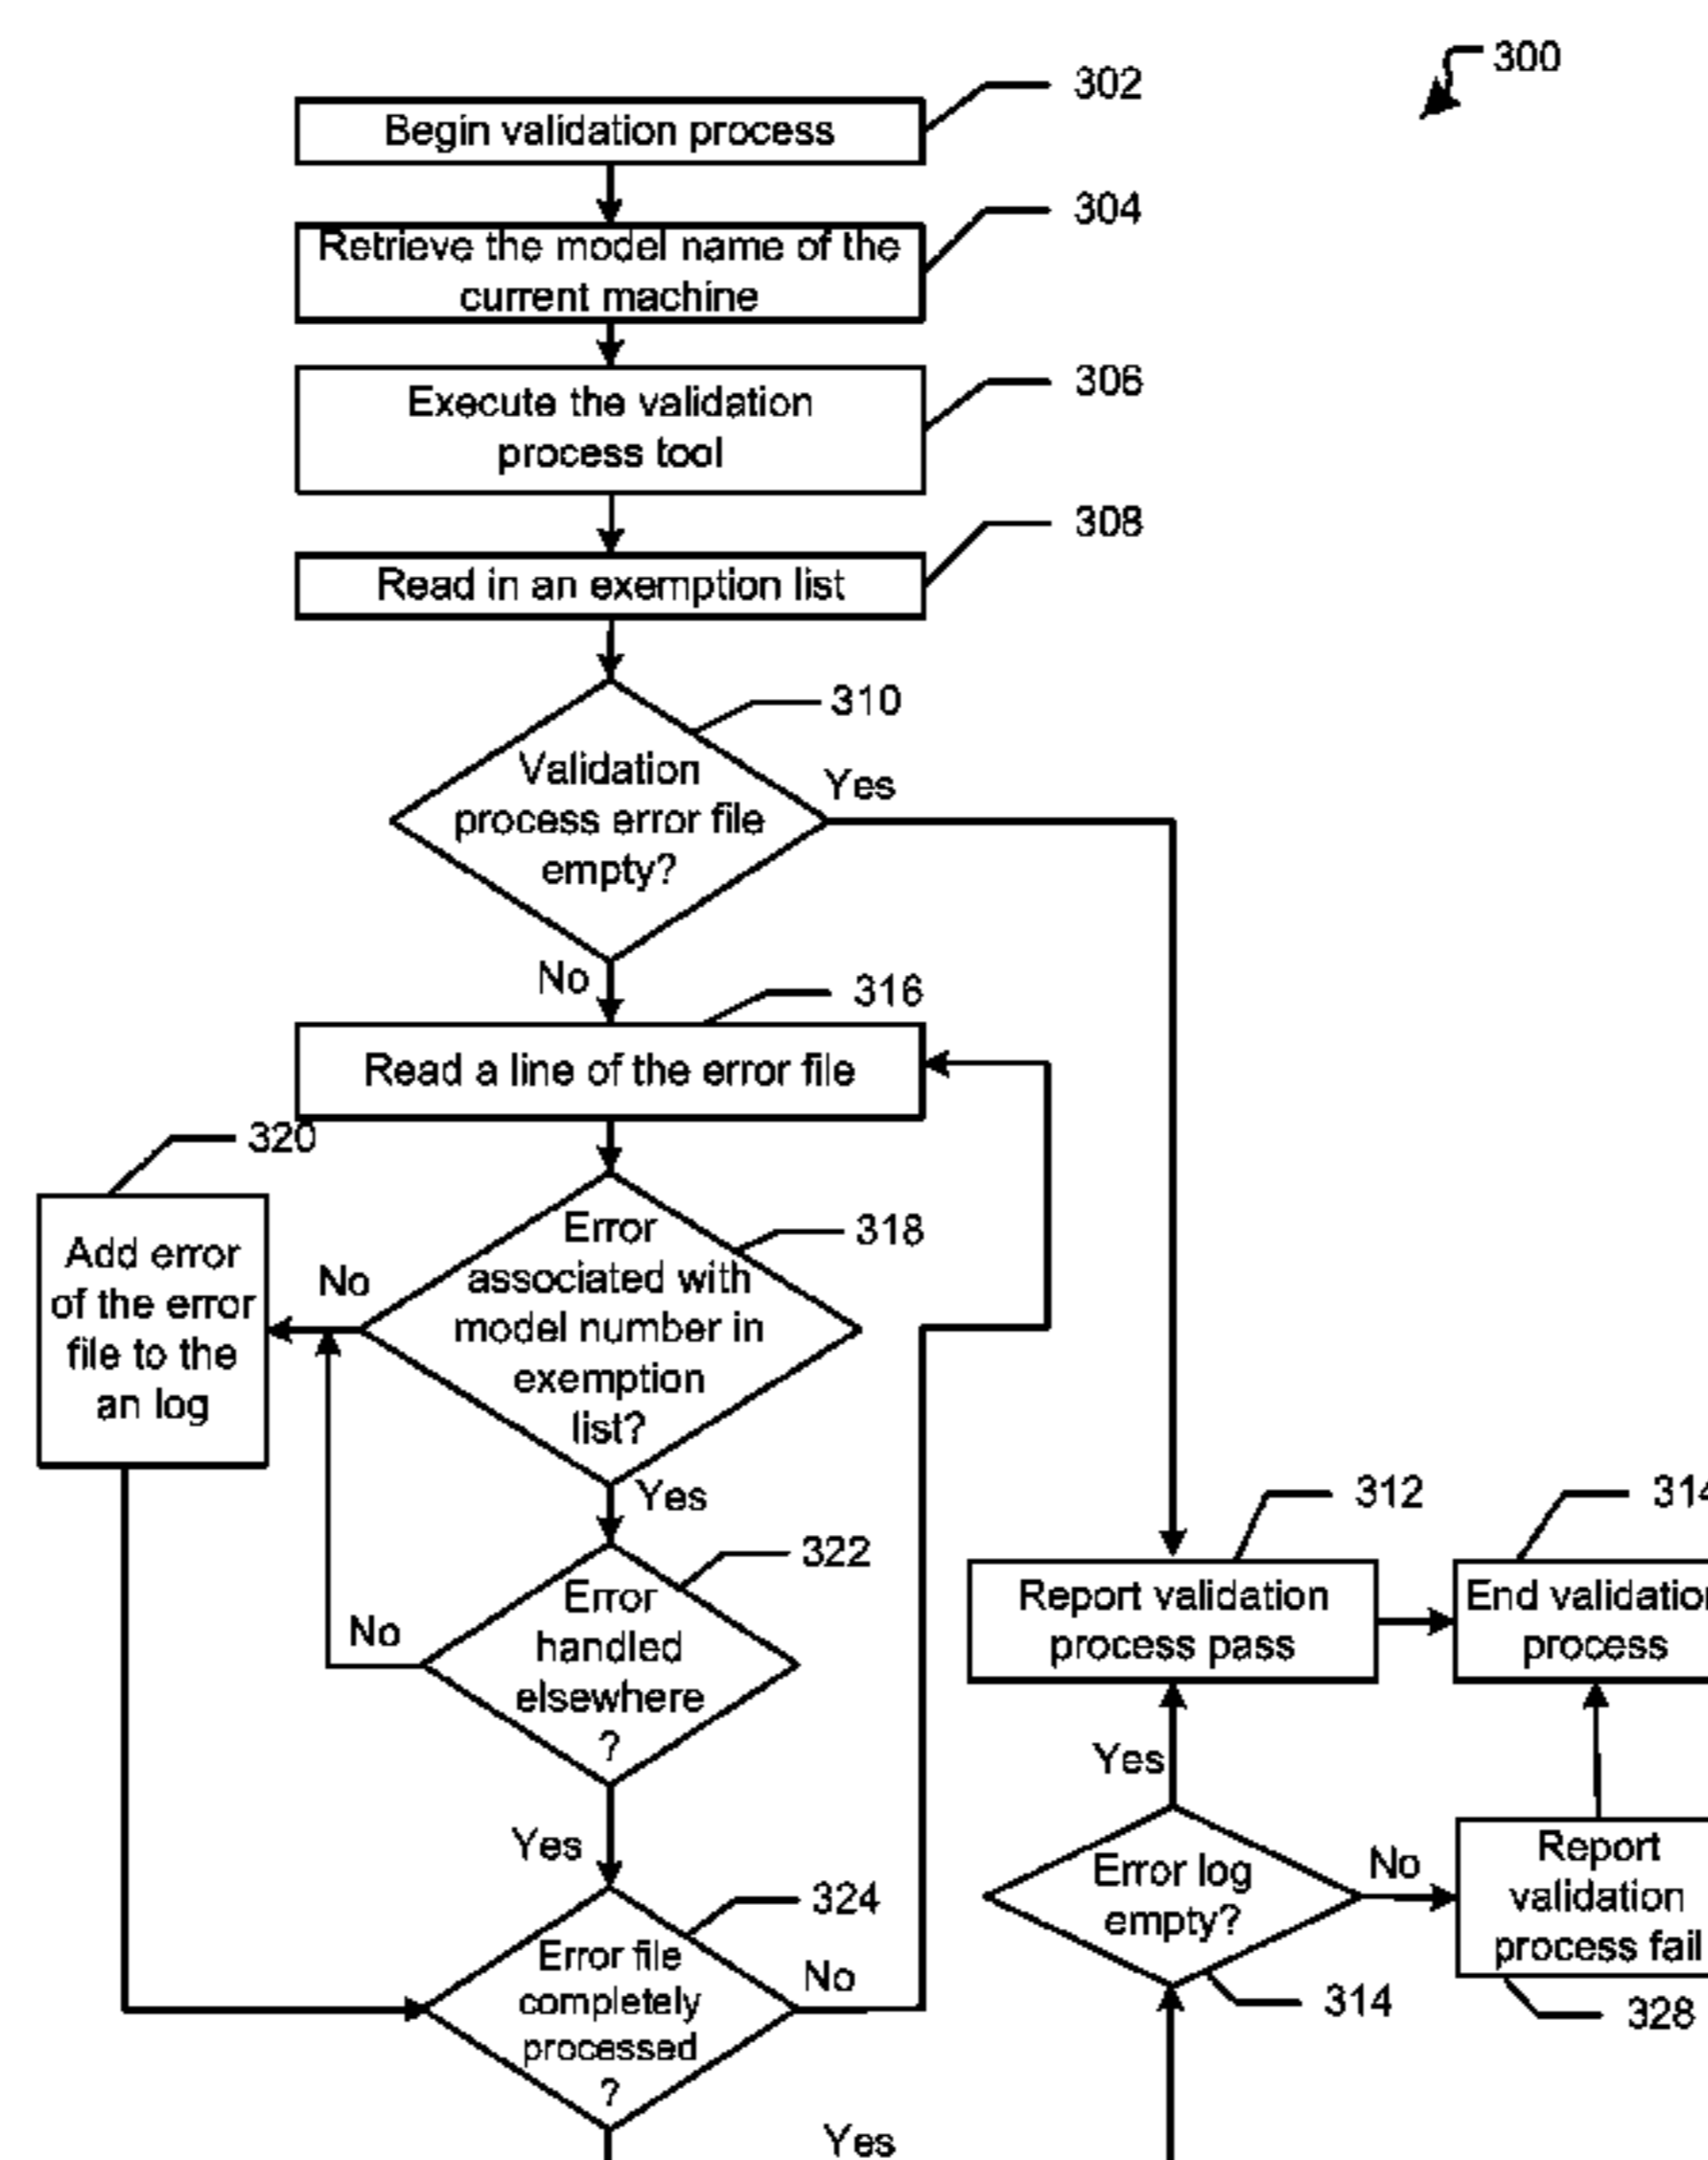 300
302
Begin validation process
304
Retrieve the model name of the
current machine
306
Execute the validation
process tool
308
Read in an exemption list
310
Validation
process error file
empty?
Yes
No
316
Read a line of the error file
320
Add error
of the error
file to the
an log
No
318
Error
associated with
model number in
exemption
list?
Yes
322
Error
handled
elsewhere
?
No
Yes
312
Report validation
process pass
314
End validation
process
Yes
Error log
empty?
314
No
Report
validation
process fail
328
324
Error file
completely
processed
?
No
Yes